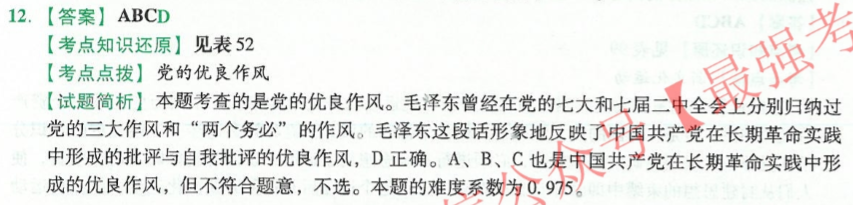 12.【答案】ABCD
【考点知识还原】见表52
【考点点拨】党的优良作风
【试题简析】本题考查的是党的优良作风。毛泽东曾经在党的七大和七届二中全会上分别归纳过
党的三大作风和“两个务必”的作风。毛泽东这段话形象地反映了中国共产党在长期革命实践
中形成的批评与自我批评的优良作风，D正确。A、B、C也是中国共产党在长期革命实践中形
成的优良作风，但不符合题意，不选。本题的难度系数为0.975。
公众号【最强考